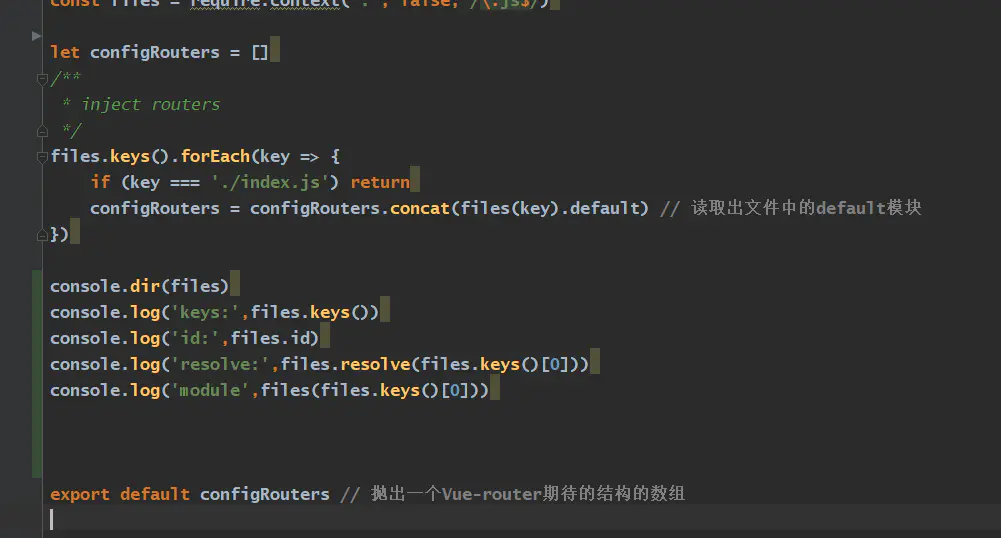 const files = require.context('.', false, /\.js$/)
let configRouters = []
/**
* inject routers
*/
files.keys().forEach(key => {
if (key === './index.js') return
configRouters = configRouters.concat(files(key).default) // 读取出文件中的default模块
})
console.dir(files)
console.log('keys:',files.keys())
console.log('id:',files.id)
console.log('resolve:',files.resolve(files.keys()[0]))
console.log('module',files(files.keys()[0]))
export default configRouters // 抛出一个Vue-router期待的结构的数组